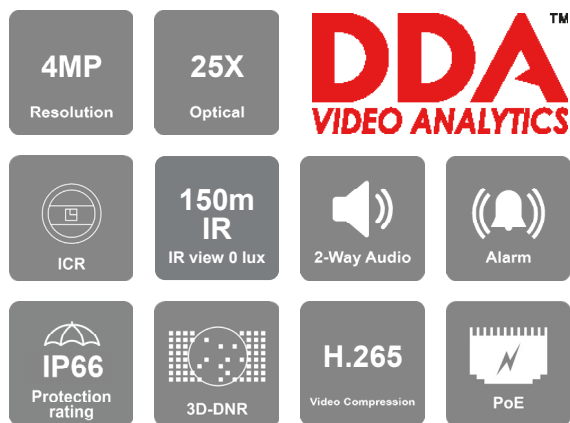 4MP
Resolution
25X
Optical
DDA™
VIDEO ANALYTICS
ICR
150m
IR
IR view 0 lux
2-Way Audio
Alarm
IP66
Protection
rating
3D-DNR
H.265
Video Compression
PoE